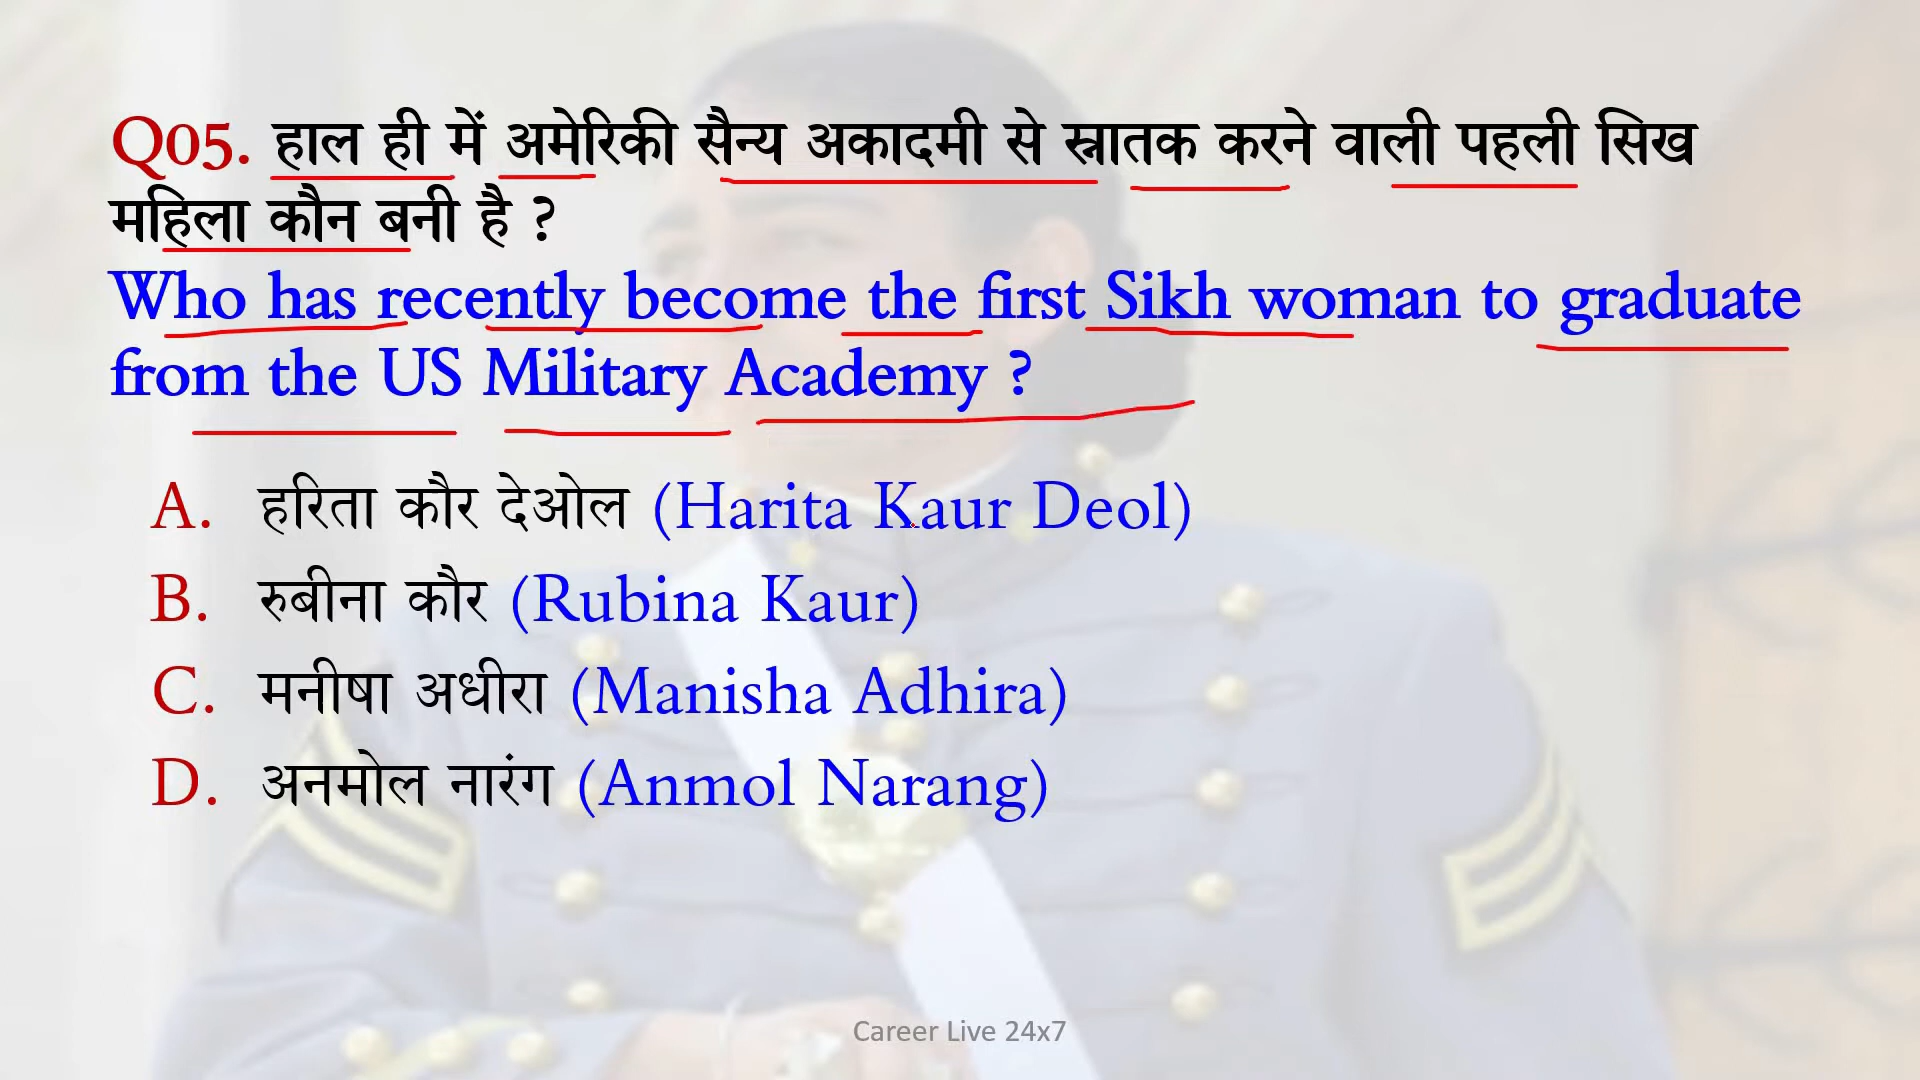 Q05. हाल ही में अमेरिकी सैन्य अकादमी से स्नातक करने वाली पहली सिख
महिला कौन बनी है ?
Who has recently become the first Sikh woman to graduate
from the US Military Academy ?
A. हरिता कौर देओल (Harita Kaur Deol)
B. रुबीना कौर (Rubina Kaur)
C. मनीषा अधीरा (Manisha Adhira)
D. अनमोल नारंग (Anmol Narang)
Career Live 24x7